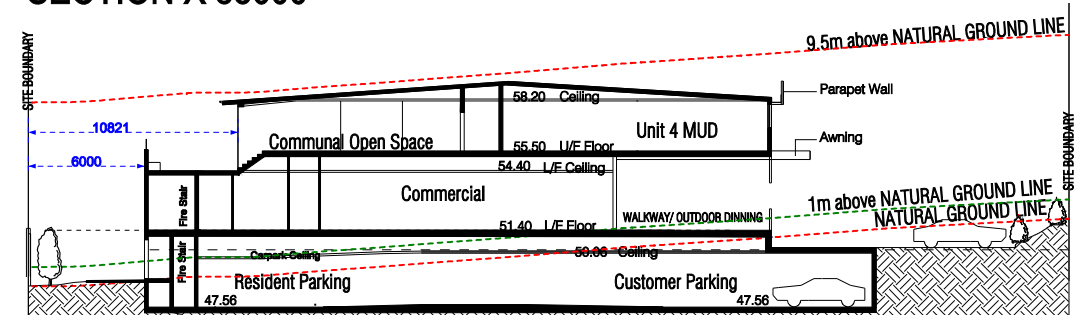 9.5m above NATURAL GROUND LINE
SITE BOUNDARY
58.20 Ceiling
Parapet Wall
10821
Communal Open Space
Unit 4 MUD
Awning
55.50 U/F Floor
6000
54.40 L/F Ceiling
SITE BOUNDARY
Commercial
1m above NATURAL GROUND LINE
Fire Stair
WALKWAY/ OUTDOOR DINNING
NATURAL GROUND LINE
51.40 L/F Floor
Fire Stair
Carpark Ceiling
Ceiling
Resident Parking
Customer Parking
47.56
47.56